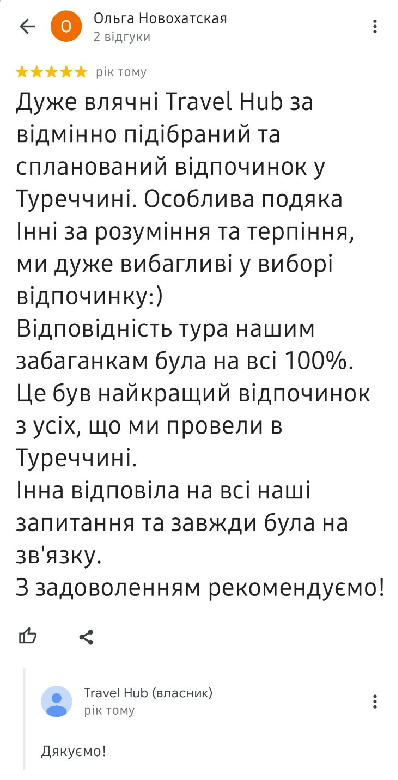 Ольга Новохатская
О
2 відгуки
рік тому
Дуже влячні Travel Hub за
відмінно підібраний та
спланований відпочинок у
Туреччині. Особлива подяка
Інні за розуміння та терпіння,
ми дуже вибагливі у виборі
відпочинку:)
Відповідність тура нашим
забаганкам була на всі 100%.
Це був найкращий відпочинок
з усіх, що ми провели в
Туреччині.
Інна відповіла на всі наші
запитання та завжди була на
зв'язку.
З задоволенням рекомендуємо!
Travel Hub (власник)
рік тому
Дякуємо!